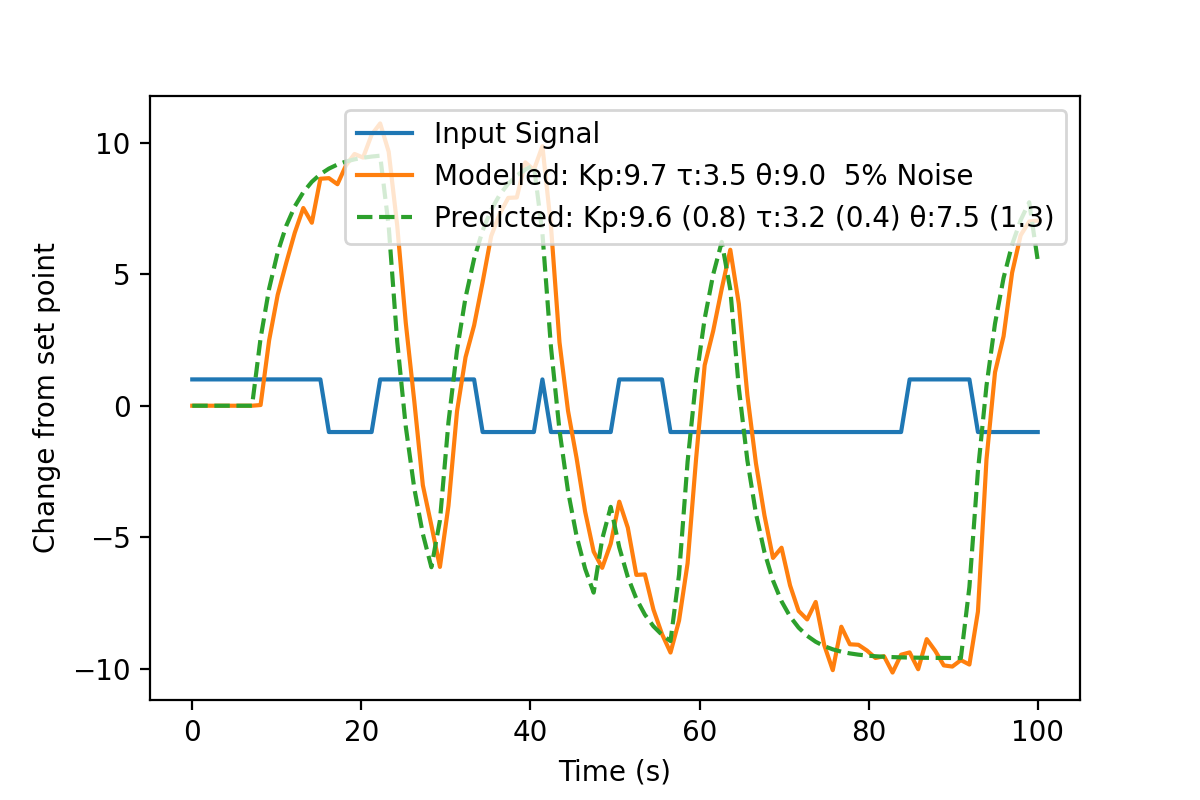 Input Signal
Modelled: Kp:9.7 τ:3.5 θ:9.0  5% Noise
Predicted: Kp:9.6 (0.8) τ:3.2 (0.4) θ:7.5 (1.3)
10
5
0
−5
−10
Change from set point
0 20 40 60 80 100
Time (s)